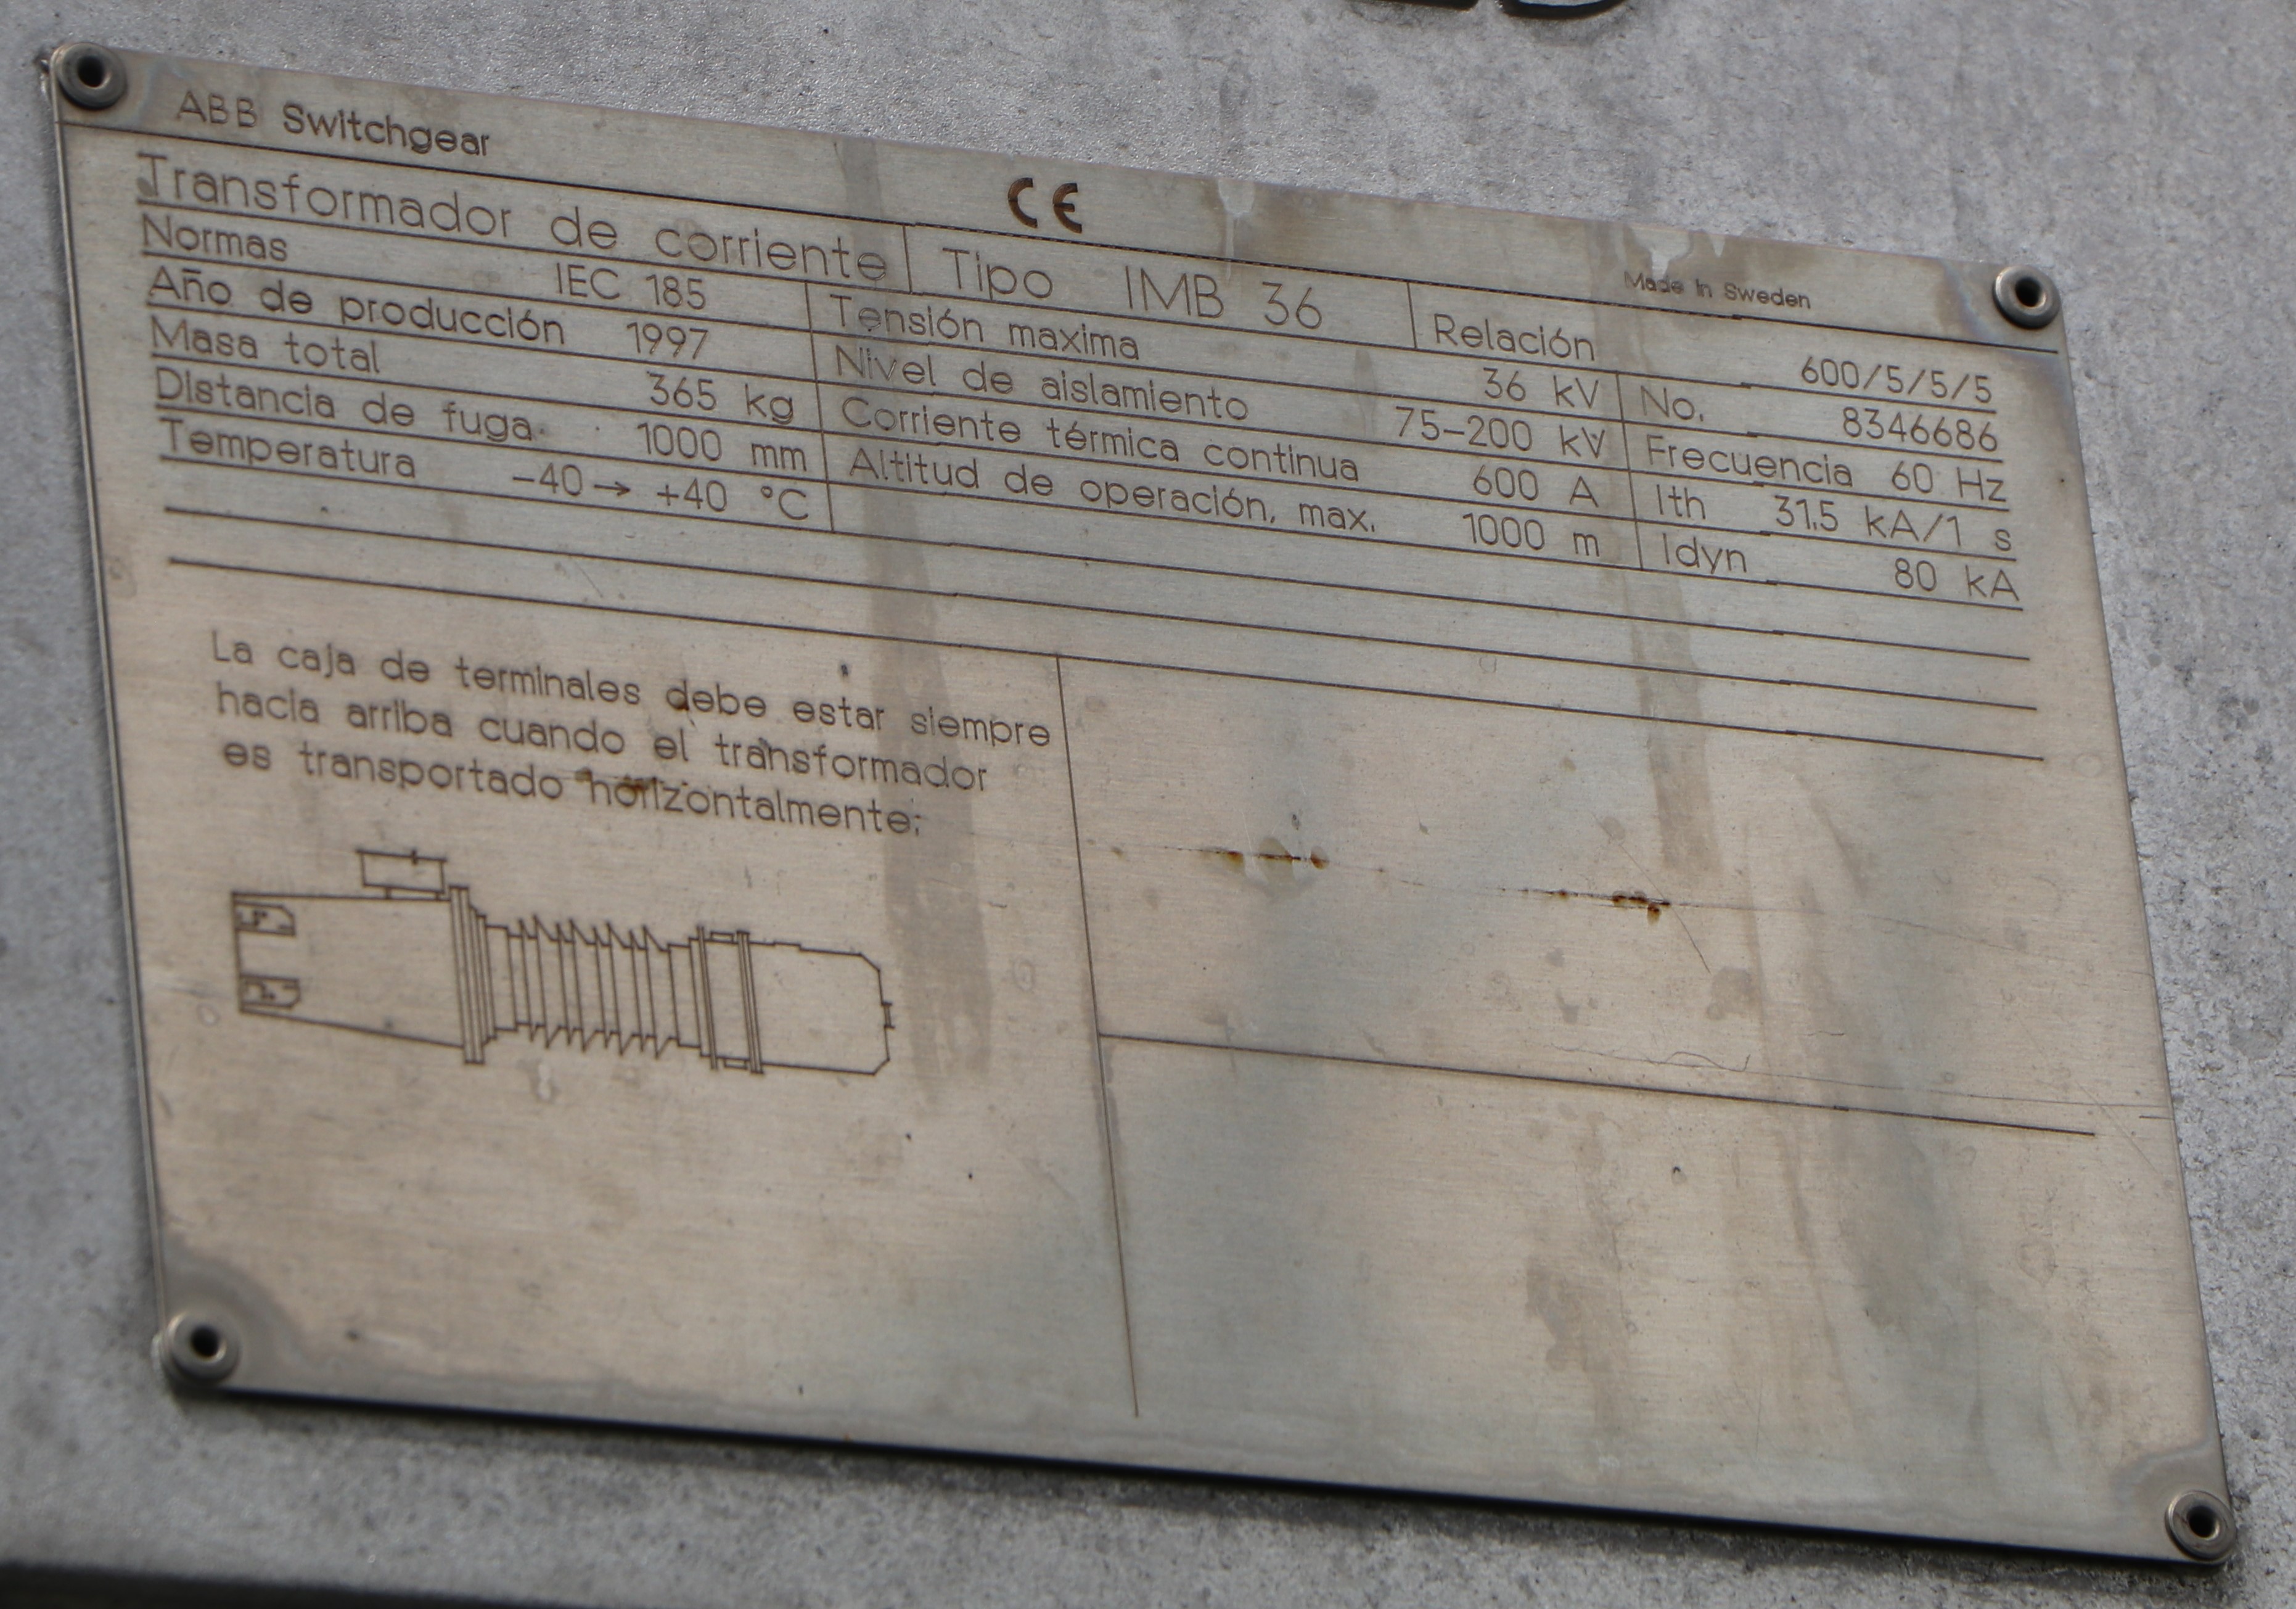 ABB Switchgear
CE
Made in Sweden
Transformador de corriente Tipo IMB 36 Relación 600/5/5/5
Normas IEC 185 Tensión maxima 36 kV No. 8346686
Año de producción 1997 Nivel de aislamiento 75-200 kV Frecuencia 60 Hz
Masa total 365 kg Corriente térmica continua 600 A Ith 31.5 kA/1 s
Distancia de fuga 1000 mm Altitud de operación, max. 1000 m Idyn 80 kA
Temperatura -40→ +40 °C
La caja de terminales debe estar siempre
hacia arriba cuando el transformador
es transportado horizontalmente: